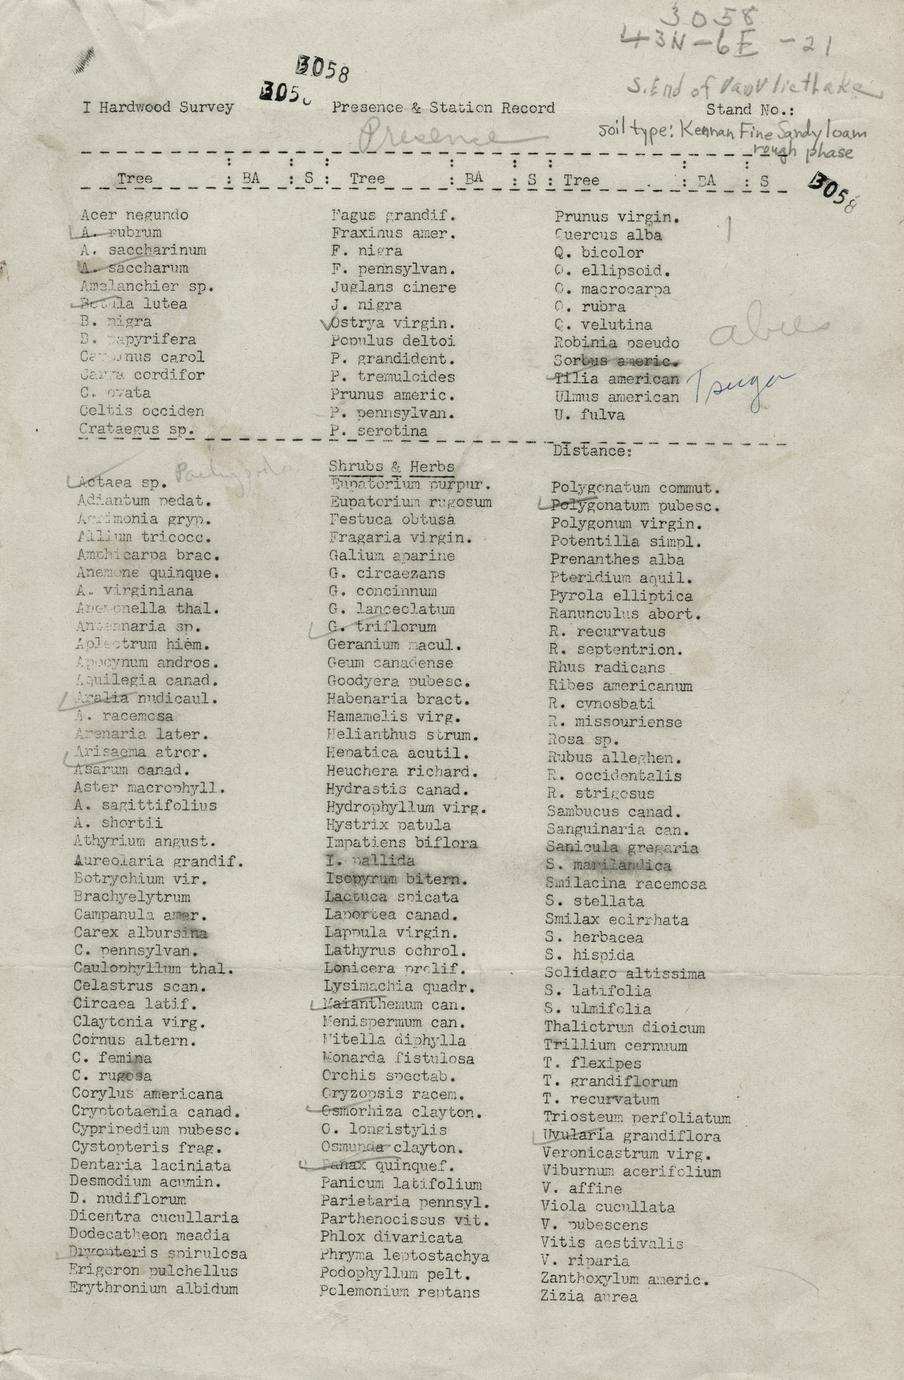 3058
43N-6E-21
S. End of VanVliet Lake
3058
305
I Hardwood Survey Presence & Station Record Stand No.:
Presence
soil type: Kennan Fine Sandy loam
rough phase
Tree : BA : S : Tree : BA : S : Tree : BA : S
3058
Acer negundo
A. rubrum
A. saccharinum
A. saccharum
Amelanchier sp.
Betula lutea
B. nigra
B. papyrifera
Carpinus carol
Carya cordifor
C. ovata
Celtis occiden
Crataegus sp.
Fagus grandif.
Fraxinus amer.
F. nigra
F. pennsylvan.
Juglans cinere
J. nigra
Ostrya virgin.
Populus deltoi
P. grandident.
P. tremuloides
Prunus americ.
P. pennsylvan.
P. serotina
Prunus virgin.
Quercus alba
Q. bicolor
Q. ellipsoid.
Q. macrocarpa
Q. rubra
Q. velutina
Robinia pseudo
Sorbus americ.
Tilia american
Ulmus american
U. fulva
abies
Tsuga
Distance:
Shrubs & Herbs
Actaea sp.
Adiantum pedat.
Agrimonia gryp.
Allium tricocc.
Amphicarpa brac.
Anemone quinque.
A. virginiana
Anemonella thal.
Antennaria sp.
Aplectrum hiem.
Apocynum andros.
Aquilegia canad.
Aralia nudicaul.
A. racemosa
Arenaria later.
Arisaema atror.
Asarum canad.
Aster macrophyll.
A. sagittifolius
A. shortii
Athyrium angust.
Aureolaria grandif.
Botrychium vir.
Brachyelytrum
Campanula amer.
Carex albursina
C. pennsylvan.
Caulophyllum thal.
Celastrus scan.
Circaea latif.
Claytonia virg.
Cornus altern.
C. femina
C. rugosa
Corylus americana
Cryptotaenia canad.
Cypripedium pubesc.
Cystopteris frag.
Dentaria laciniata
Desmodium acumin.
D. nudiflorum
Dicentra cucullaria
Dodecatheon meadia
Dryopteris spinulosa
Erigeron pulchellus
Erythronium albidum
Eupatorium purpur.
Eupatorium rugosum
Festuca obtusa
Fragaria virgin.
Galium aparine
G. circaezans
G. concinnum
G. lanceolatum
G. triflorum
Geranium macul.
Geum canadense
Goodyera pubesc.
Habenaria bract.
Hamamelis virg.
Helianthus strum.
Hepatica acutil.
Heuchera richard.
Hydrastis canad.
Hydrophyllum virg.
Hystrix patula
Impatiens biflora
I. pallida
Isopyrum bitern.
Lactuca spicata
Laportea canad.
Lappula virgin.
Lathyrus ochrol.
Lonicera prolif.
Lysimachia quadr.
Maianthemum can.
Menispermum can.
Mitella diphylla
Monarda fistulosa
Orchis spectab.
Oryzopsis racem.
Osmorhiza clayton.
O. longistylis
Osmunda clayton.
Panax quinquef.
Panicum latifolium
Parietaria pennsyl.
Parthenocissus vit.
Phlox divaricata
Phryma leptostachya
Podophyllum pelt.
Polemonium reptans
Polygonatum commut.
Polygonatum pubesc.
Polygonum virgin.
Potentilla simpl.
Prenanthes alba
Pteridium aquil.
Pyrola elliptica
Ranunculus abort.
R. recurvatus
R. septentrion.
Rhus radicans
Ribes americanum
R. cynosbati
R. missouriense
Rosa sp.
Rubus alleghen.
R. occidentalis
R. strigosus
Sambucus canad.
Sanguinaria can.
Sanicula gregaria
S. marilandica
Smilacina racemosa
S. stellata
Smilax ecirrhata
S. herbacea
S. hispida
Solidago altissima
S. latifolia
S. ulmifolia
Thalictrum dioicum
Trillium cernuum
T. flexipes
T. grandiflorum
T. recurvatum
Triosteum perfoliatum
Uvularia grandiflora
Veronicastrum virg.
Viburnum acerifolium
V. affine
Viola cucullata
V. pubescens
Vitis aestivalis
V. riparia
Zanthoxylum americ.
Zizia aurea